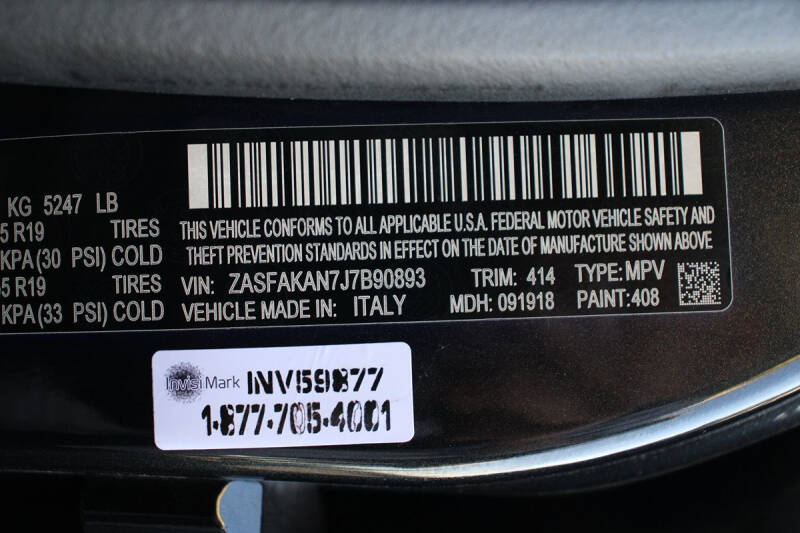 KG 5247 LB
5 R19 TIRES
KPA(30 PSI) COLD
5 R19 TIRES
KPA(33 PSI) COLD
THIS VEHICLE CONFORMS TO ALL APPLICABLE U.S.A. FEDERAL MOTOR VEHICLE SAFETY AND
THEFT PREVENTION STANDARDS IN EFFECT ON THE DATE OF MANUFACTURE SHOWN ABOVE
VIN: ZASFAKAN7J7B90893 TRIM: 414 TYPE: MPV
VEHICLE MADE IN: ITALY MDH: 091918 PAINT: 408
InvisiMark INV59877
1-877-705-4001